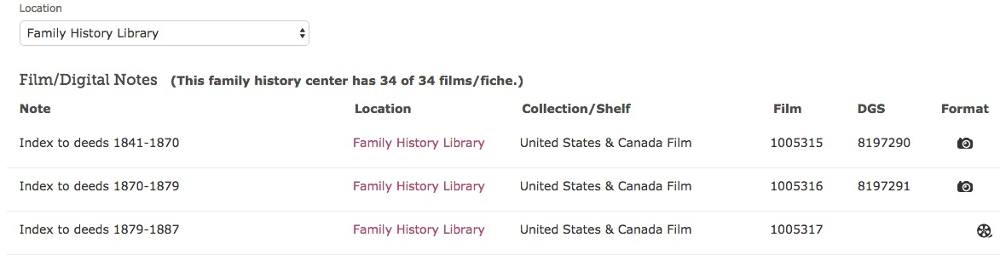 Location
Family History Library
Film/Digital Notes (This family history center has 34 of 34 films/fiche.)
Note Location Collection/Shelf Film DGS Format
Index to deeds 1841-1870 Family History Library United States & Canada Film 1005315 8197290
Index to deeds 1870-1879 Family History Library United States & Canada Film 1005316 8197291
Index to deeds 1879-1887 Family History Library United States & Canada Film 1005317